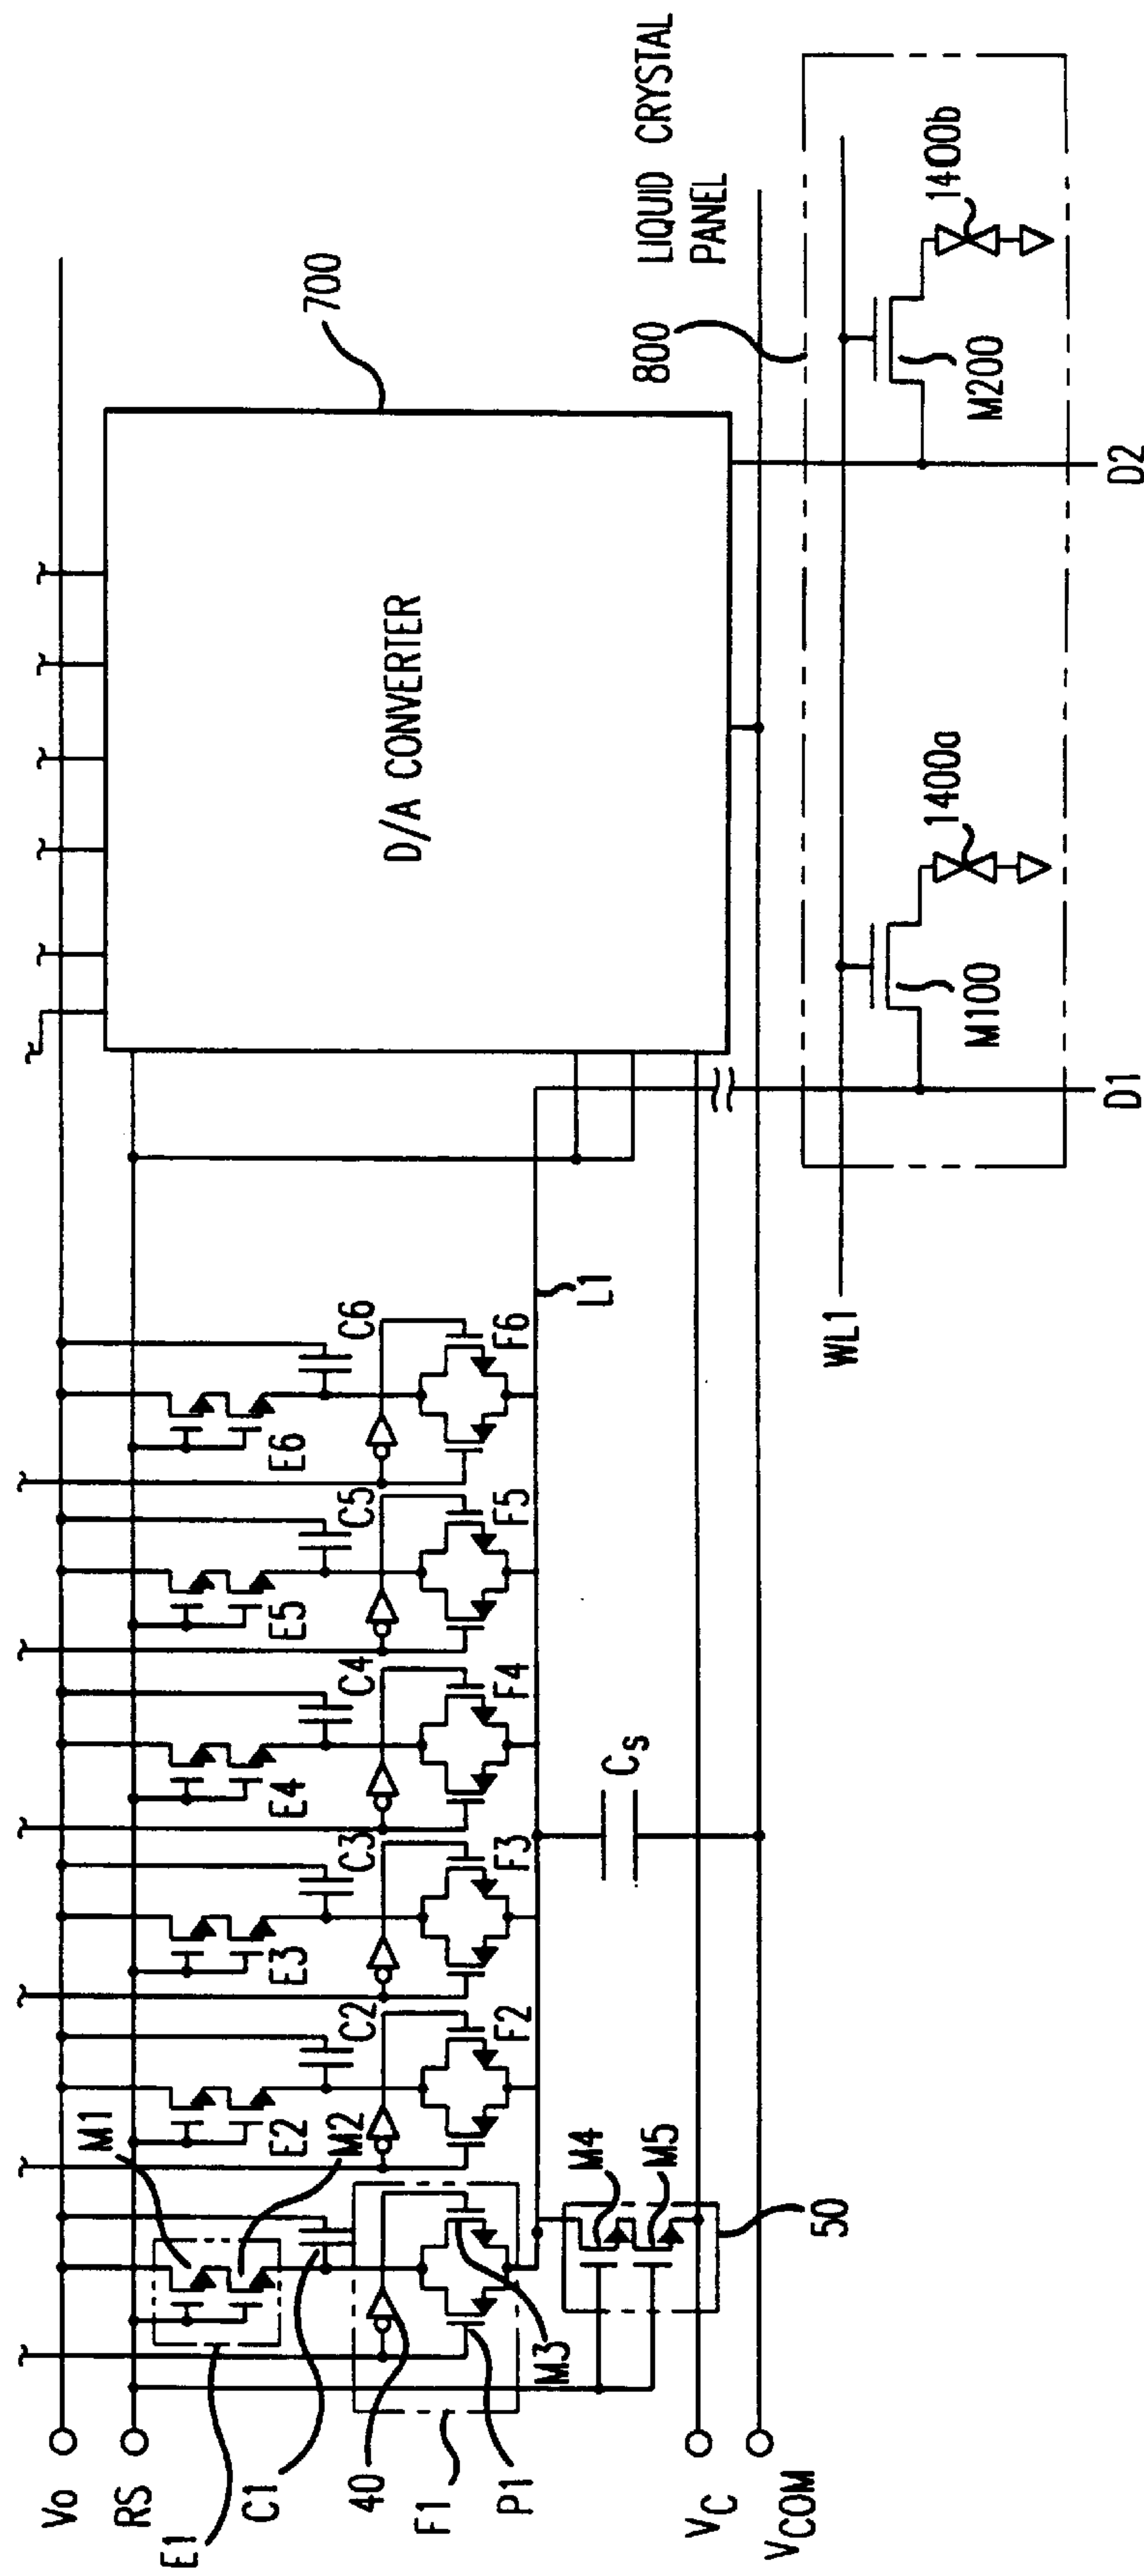 Vo
RS
E1
C1
40
F1
P1
VC
VCOM
M1
M2
M3
M4
M5
50
E2
C2
F2
E3
C3
F3
E4
C4
F4
E5
C5
F5
E6
C6
F6
Cs
L1
WL1
D/A CONVERTER
700
LIQUID CRYSTAL
PANEL
800
M100
1400a
M200
1400b
D1
D2